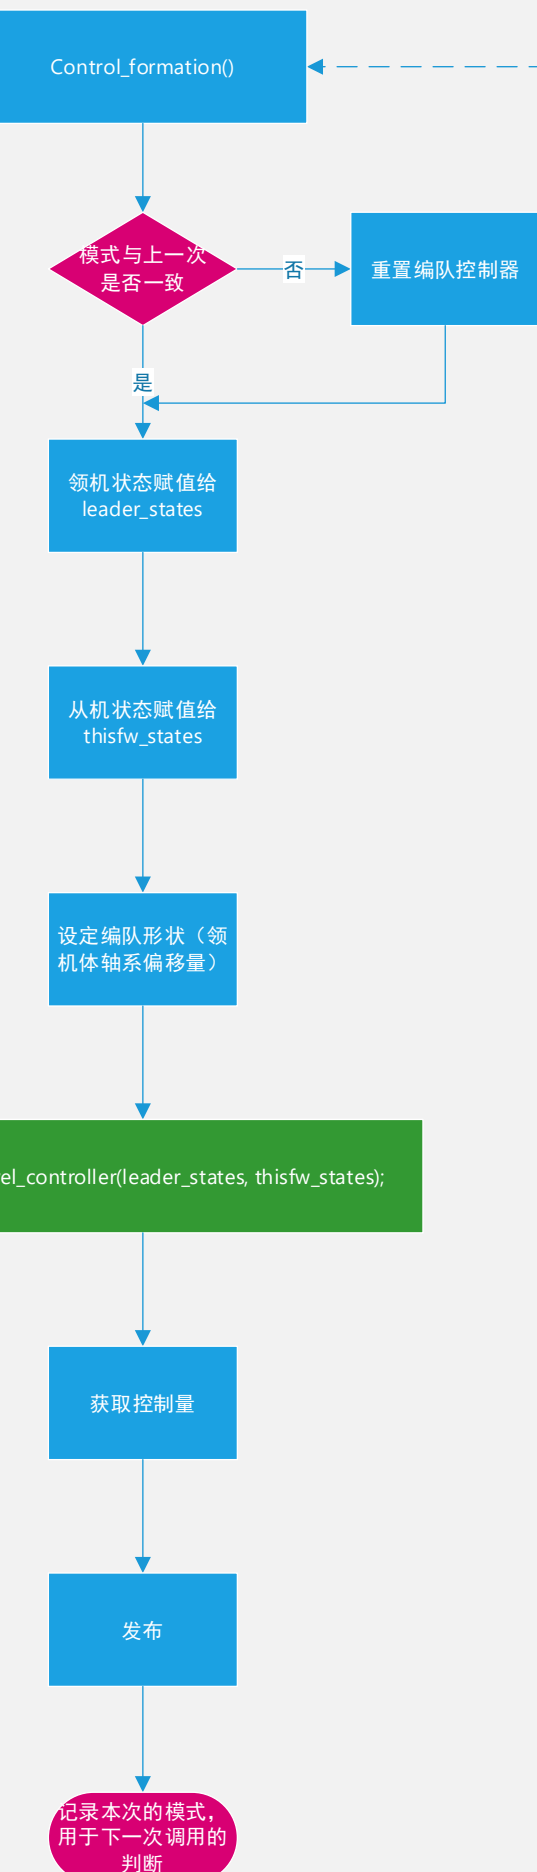 Control_formation()
模式与上一次
是否一致
否
重置编队控制器
是
领机状态赋值给
leader_states
从机状态赋值给
thisfw_states
设定编队形状（领
机体轴系偏移量）
el_controller(leader_states, thisfw_states);
获取控制量
发布
记录本次的模式，
用于下一次调用的
判断